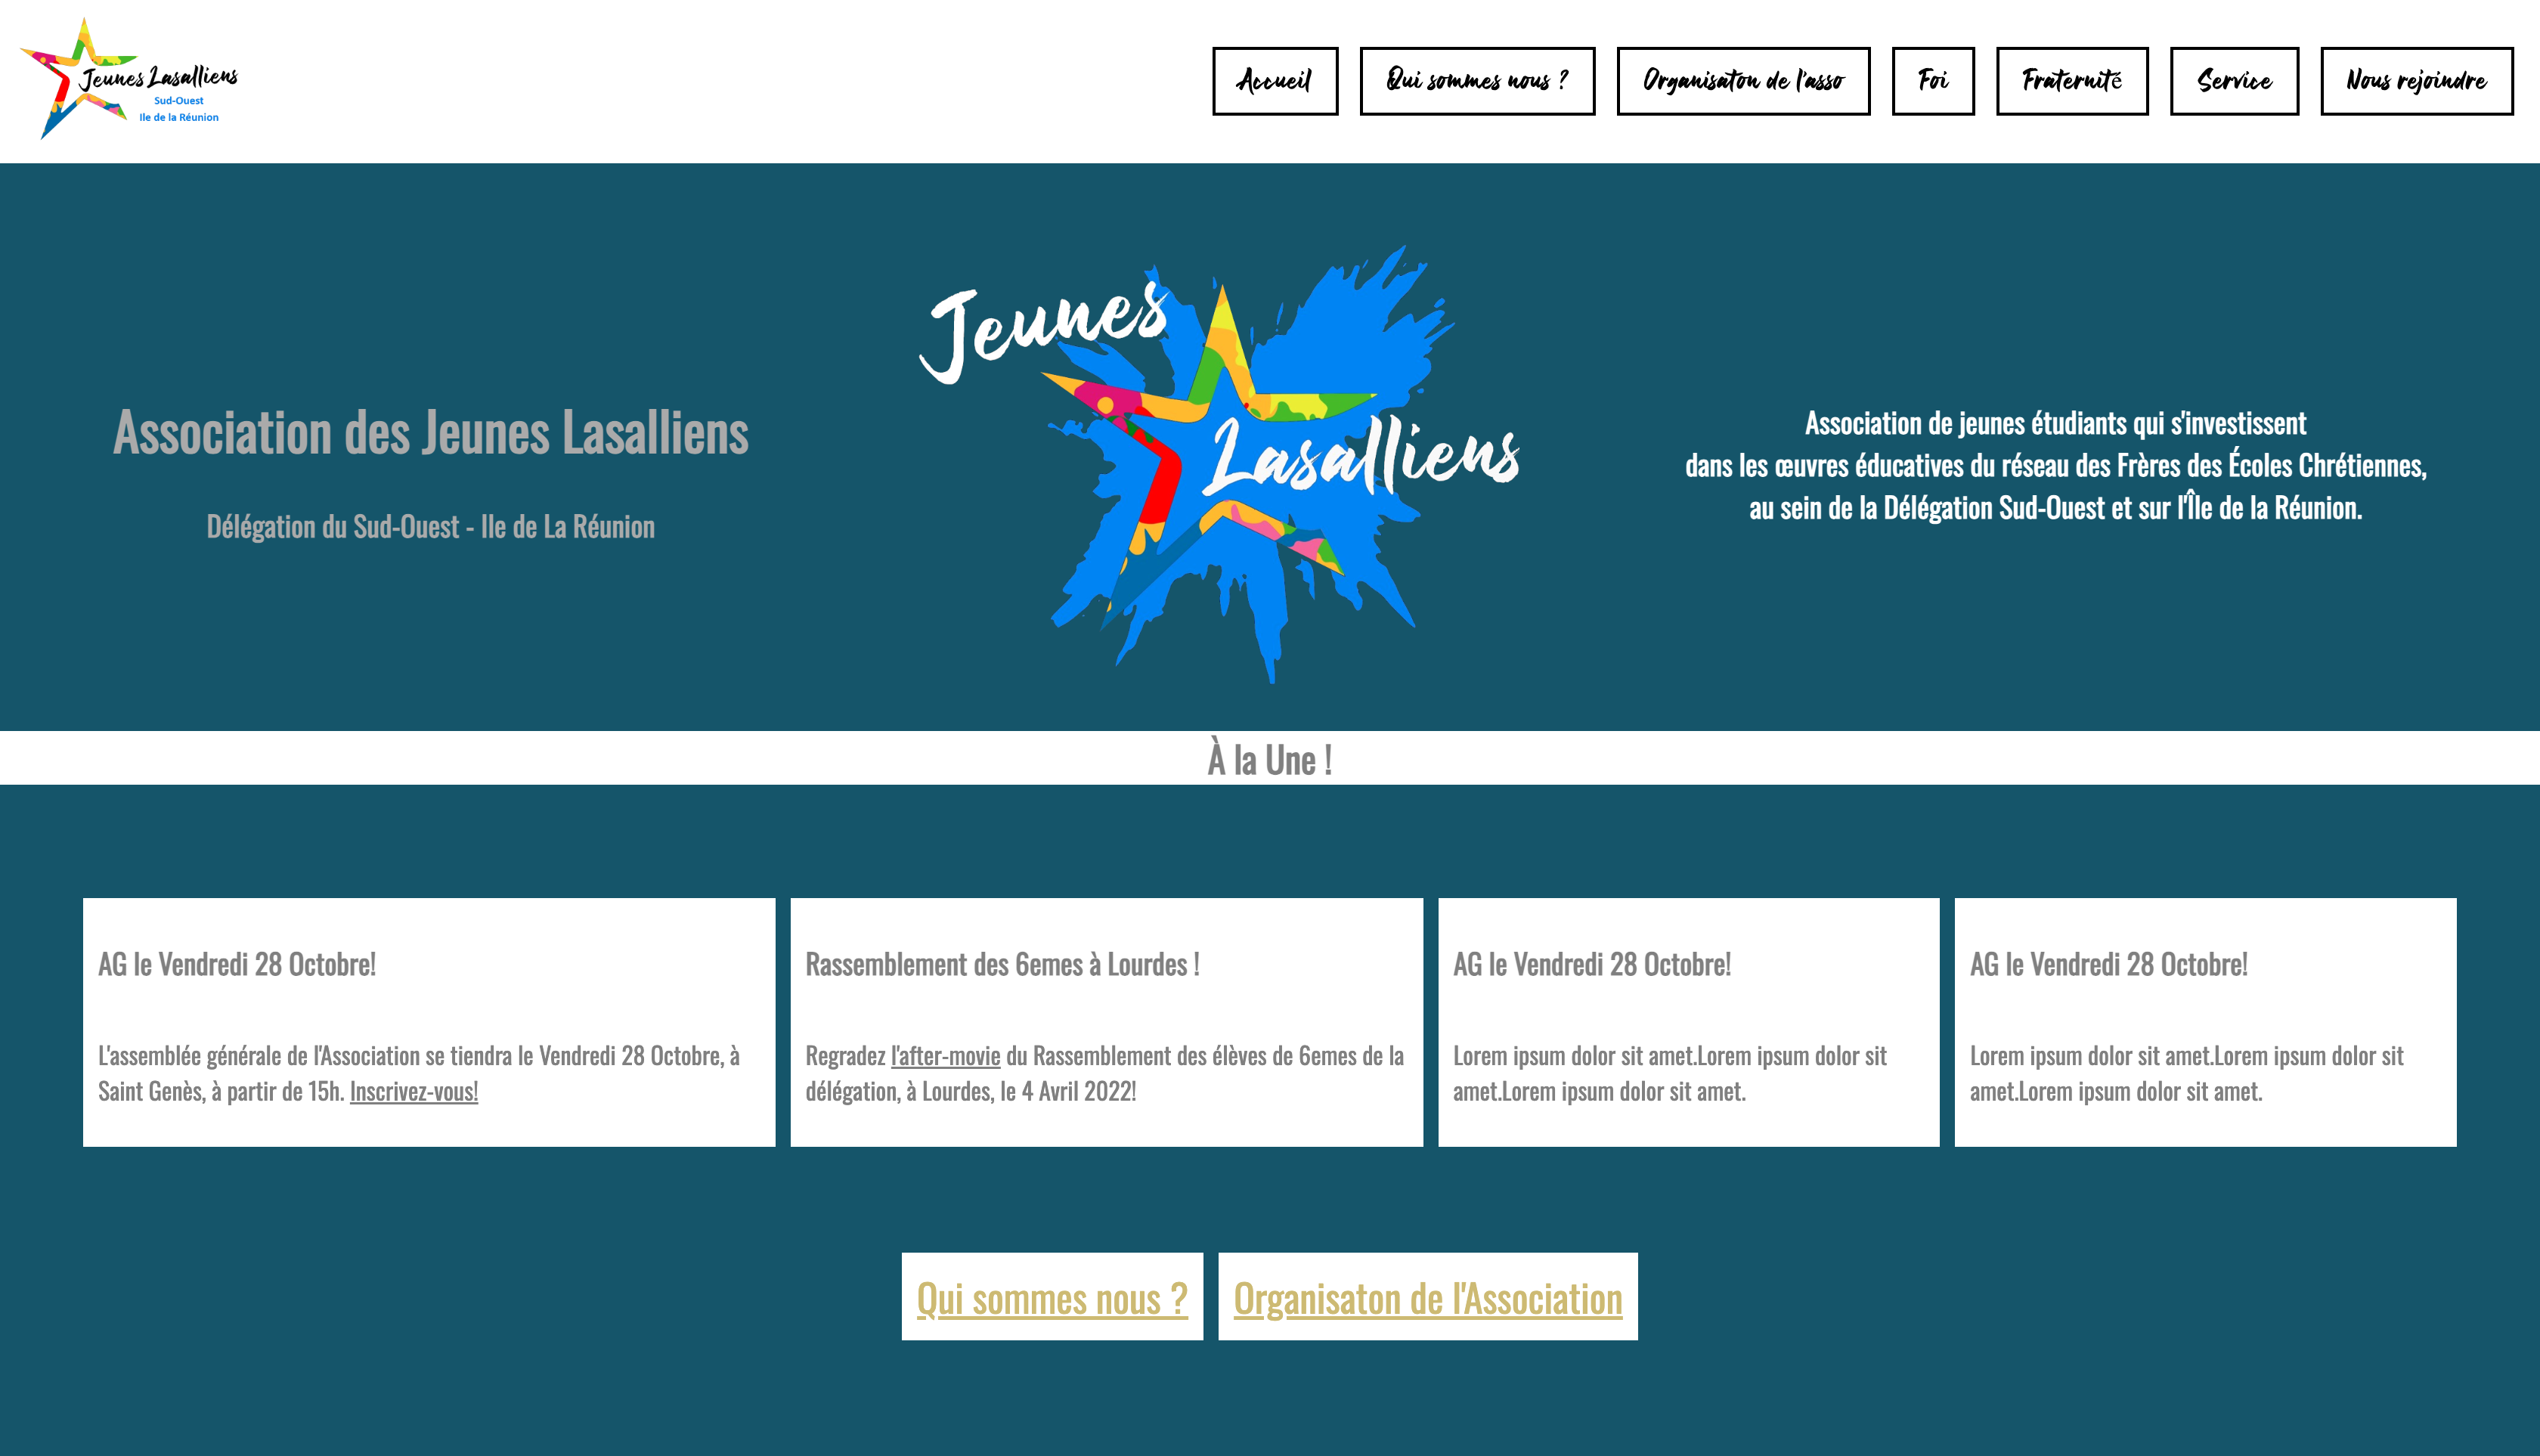 Jeunes Lasalliens
Sud-Ouest
Ile de la Réunion
Accueil
Qui sommes nous ?
Organisaton de l'asso
Foi
Fraternité
Service
Nous rejoindre
Association des Jeunes Lasalliens
Délégation du Sud-Ouest - Ile de La Réunion
Jeunes
Lasalliens
Association de jeunes étudiants qui s'investissent
dans les œuvres éducatives du réseau des Frères des Écoles Chrétiennes,
au sein de la Délégation Sud-Ouest et sur l'Île de la Réunion.
À la Une !
AG le Vendredi 28 Octobre!
L'assemblée générale de l'Association se tiendra le Vendredi 28 Octobre, à
Saint Genès, à partir de 15h. Inscrivez-vous!
Rassemblement des 6emes à Lourdes !
Regradez l'after-movie du Rassemblement des élèves de 6emes de la
délégation, à Lourdes, le 4 Avril 2022!
AG le Vendredi 28 Octobre!
Lorem ipsum dolor sit amet.Lorem ipsum dolor sit
amet.Lorem ipsum dolor sit amet.
AG le Vendredi 28 Octobre!
Lorem ipsum dolor sit amet.Lorem ipsum dolor sit
amet.Lorem ipsum dolor sit amet.
Qui sommes nous ?
Organisaton de l'Association